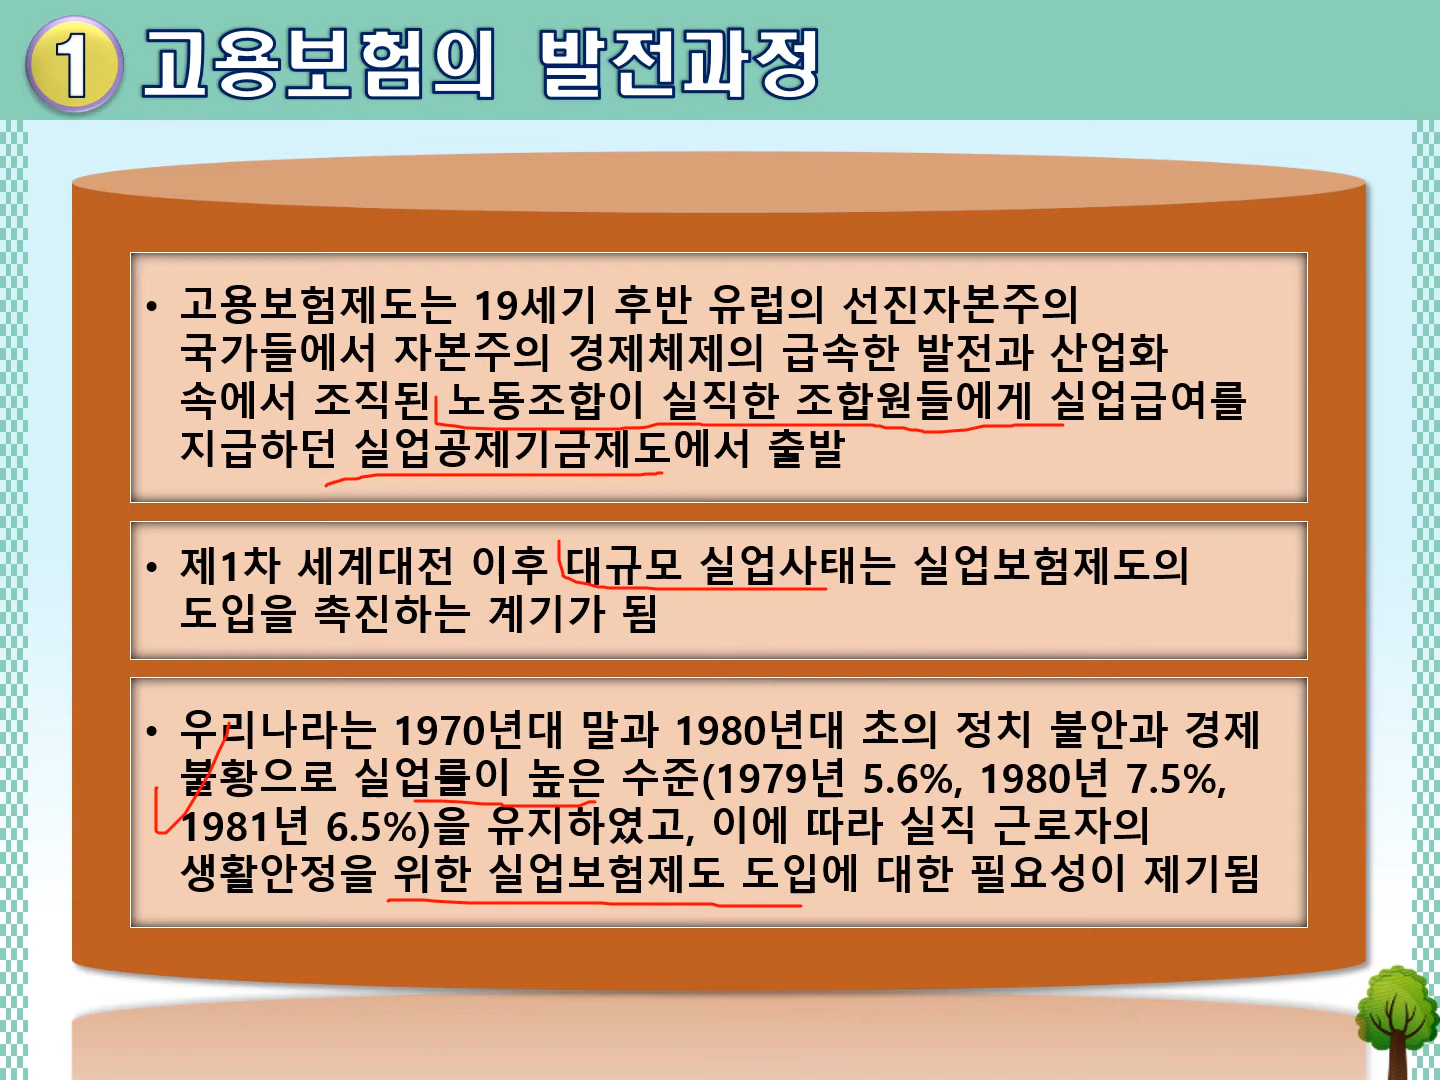 1 고용보험의 발전과정
• 고용보험제도는 19세기 후반 유럽의 선진자본주의
국가들에서 자본주의 경제체제의 급속한 발전과 산업화
속에서 조직된 노동조합이 실직한 조합원들에게 실업급여를
지급하던 실업공제기금제도에서 출발
• 제1차 세계대전 이후 대규모 실업사태는 실업보험제도의
도입을 촉진하는 계기가 됨
• 우리나라는 1970년대 말과 1980년대 초의 정치 불안과 경제
불황으로 실업률이 높은 수준(1979년 5.6%, 1980년 7.5%,
1981년 6.5%)을 유지하였고, 이에 따라 실직 근로자의
생활안정을 위한 실업보험제도 도입에 대한 필요성이 제기됨